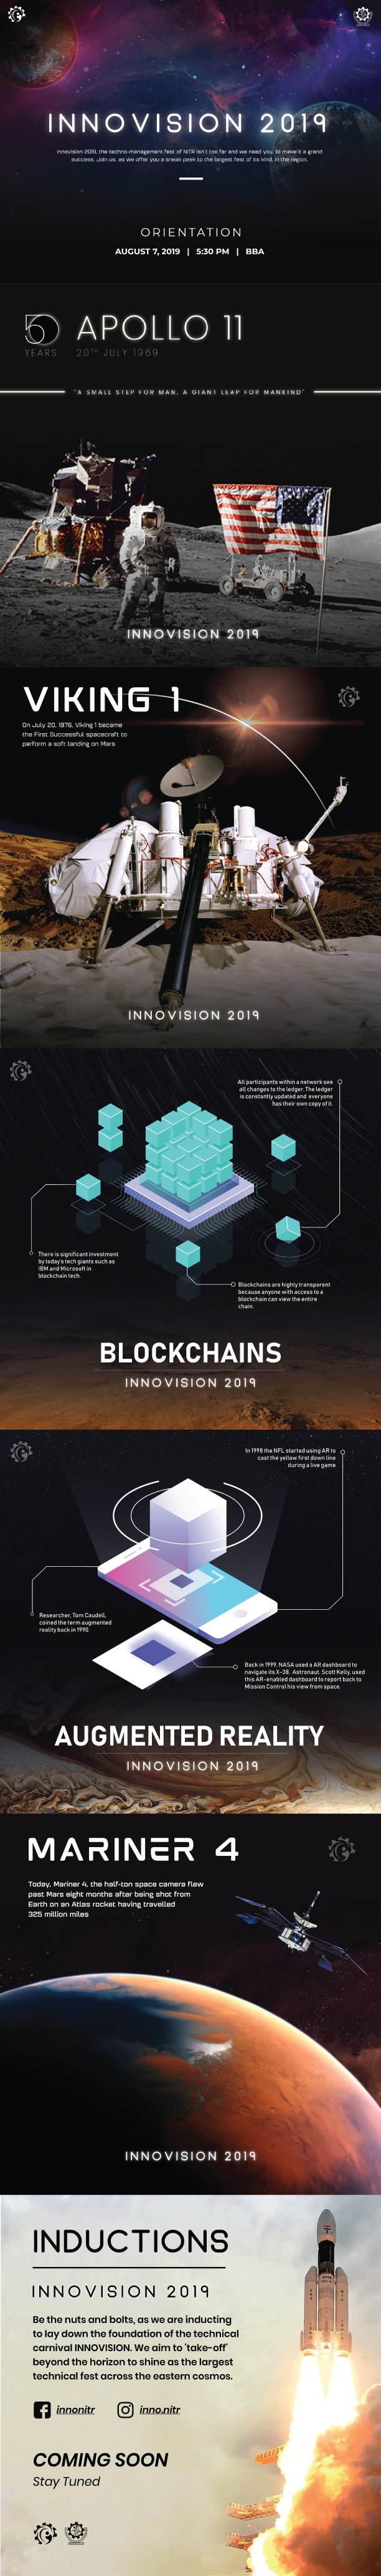 INNOVISION 2019
Innovision 2019, the techno-management fest of NITR isn't too far and we need you, to make it a grand
success. Join us, as we offer you a sneak peek to the largest fest of its kind, in the region.
ORIENTATION
AUGUST 7, 2019 | 5:30 PM | BBA
50
YEARS
APOLLO 11
20TH JULY 1969
"A SMALL STEP FOR MAN, A GIANT LEAP FOR MANKIND"
INNOVISION 2019
VIKING 1
On July 20, 1976, Viking 1 became
the First Successful spacecraft to
perform a soft landing on Mars
INNOVISION 2019
All participants within a network see
all changes to the ledger. The ledger
is constantly updated and everyone
has their own copy of it.
There is significant investment
by today's tech giants such as
IBM and Microsoft in
blockchain tech.
Blockchains are highly transparent
because anyone with access to a
blockchain can view the entire
chain.
BLOCKCHAINS
INNOVISION 2019
In 1998 the NFL started using AR to
cast the yellow first down line
during a live game
Researcher, Tom Caudell,
coined the term augmented
reality back in 1990.
Back in 1999, NASA used a AR dashboard to
navigate its X-38. Astronaut, Scott Kelly, used
this AR-enabled dashboard to report back to
Mission Control his view from space.
AUGMENTED REALITY
INNOVISION 2019
MARINER 4
Today, Mariner 4, the half-ton space camera flew
past Mars eight months after being shot from
Earth on an Atlas rocket having travelled
325 million miles
INNOVISION 2019
INDUCTIONS
INNOVISION 2019
Be the nuts and bolts, as we are inducting
to lay down the foundation of the technical
carnival INNOVISION. We aim to 'take-off'
beyond the horizon to shine as the largest
technical fest across the eastern cosmos.
innonitr
inno.nitr
COMING SOON
Stay Tuned